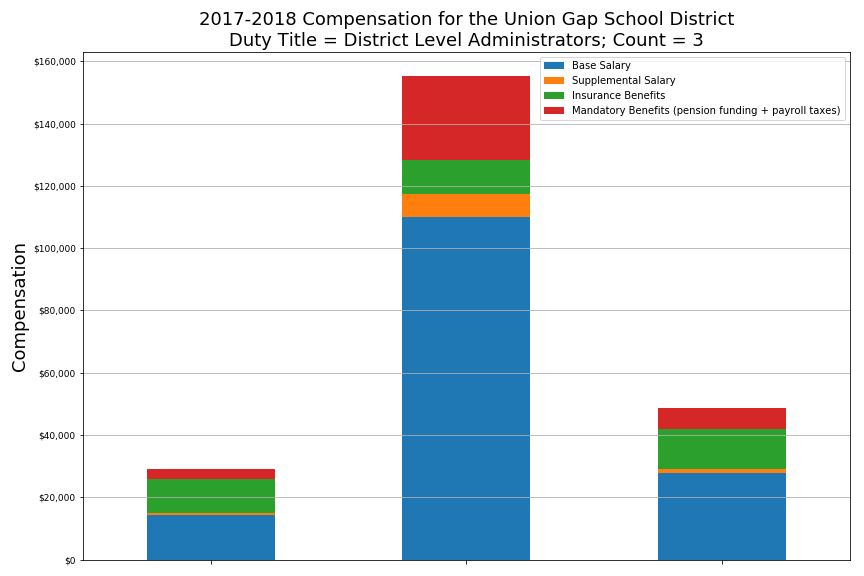 2017-2018 Compensation for the Union Gap School District
Duty Title = District Level Administrators; Count = 3
Base Salary
Supplemental Salary
Insurance Benefits
Mandatory Benefits (pension funding + payroll taxes)
Compensation
$160,000
$140,000
$120,000
$100,000
$80,000
$60,000
$40,000
$20,000
$0